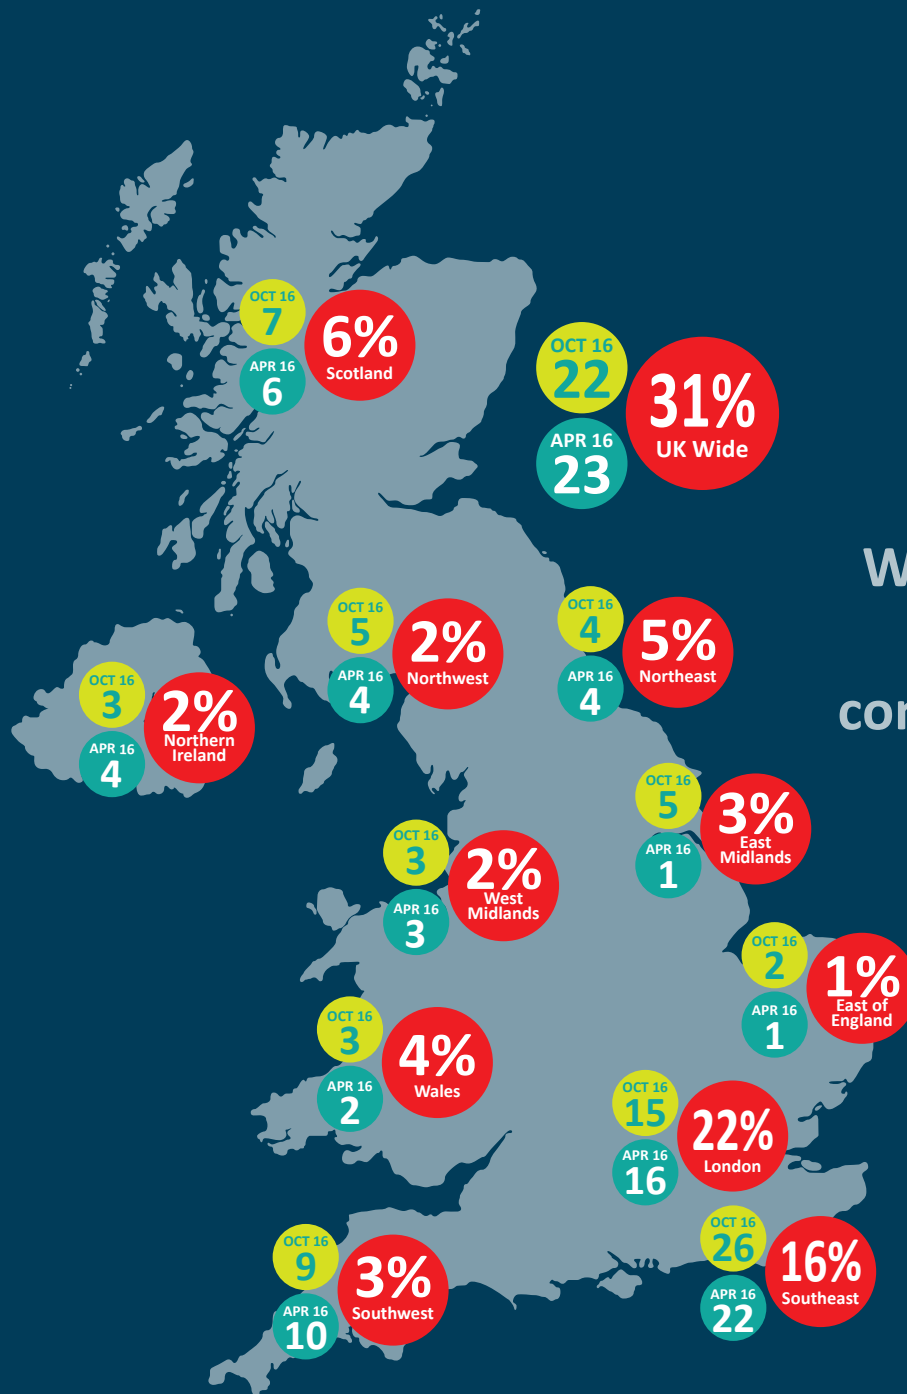 OCT 16
7
APR 16
6
6%
Scotland
OCT 16
22
APR 16
23
31%
UK Wide
W
OCT 16
5
APR 16
4
2%
Northwest
OCT 16
4
APR 16
4
5%
Northeast
OCT 16
3
APR 16
4
2%
Northern
Ireland
OCT 16
5
APR 16
1
3%
East
Midlands
OCT 16
3
APR 16
3
2%
West
Midlands
OCT 16
2
APR 16
1
1%
East of
England
OCT 16
3
APR 16
2
4%
Wales
OCT 16
15
APR 16
16
22%
London
OCT 16
26
APR 16
22
16%
Southeast
OCT 16
9
APR 16
10
3%
Southwest